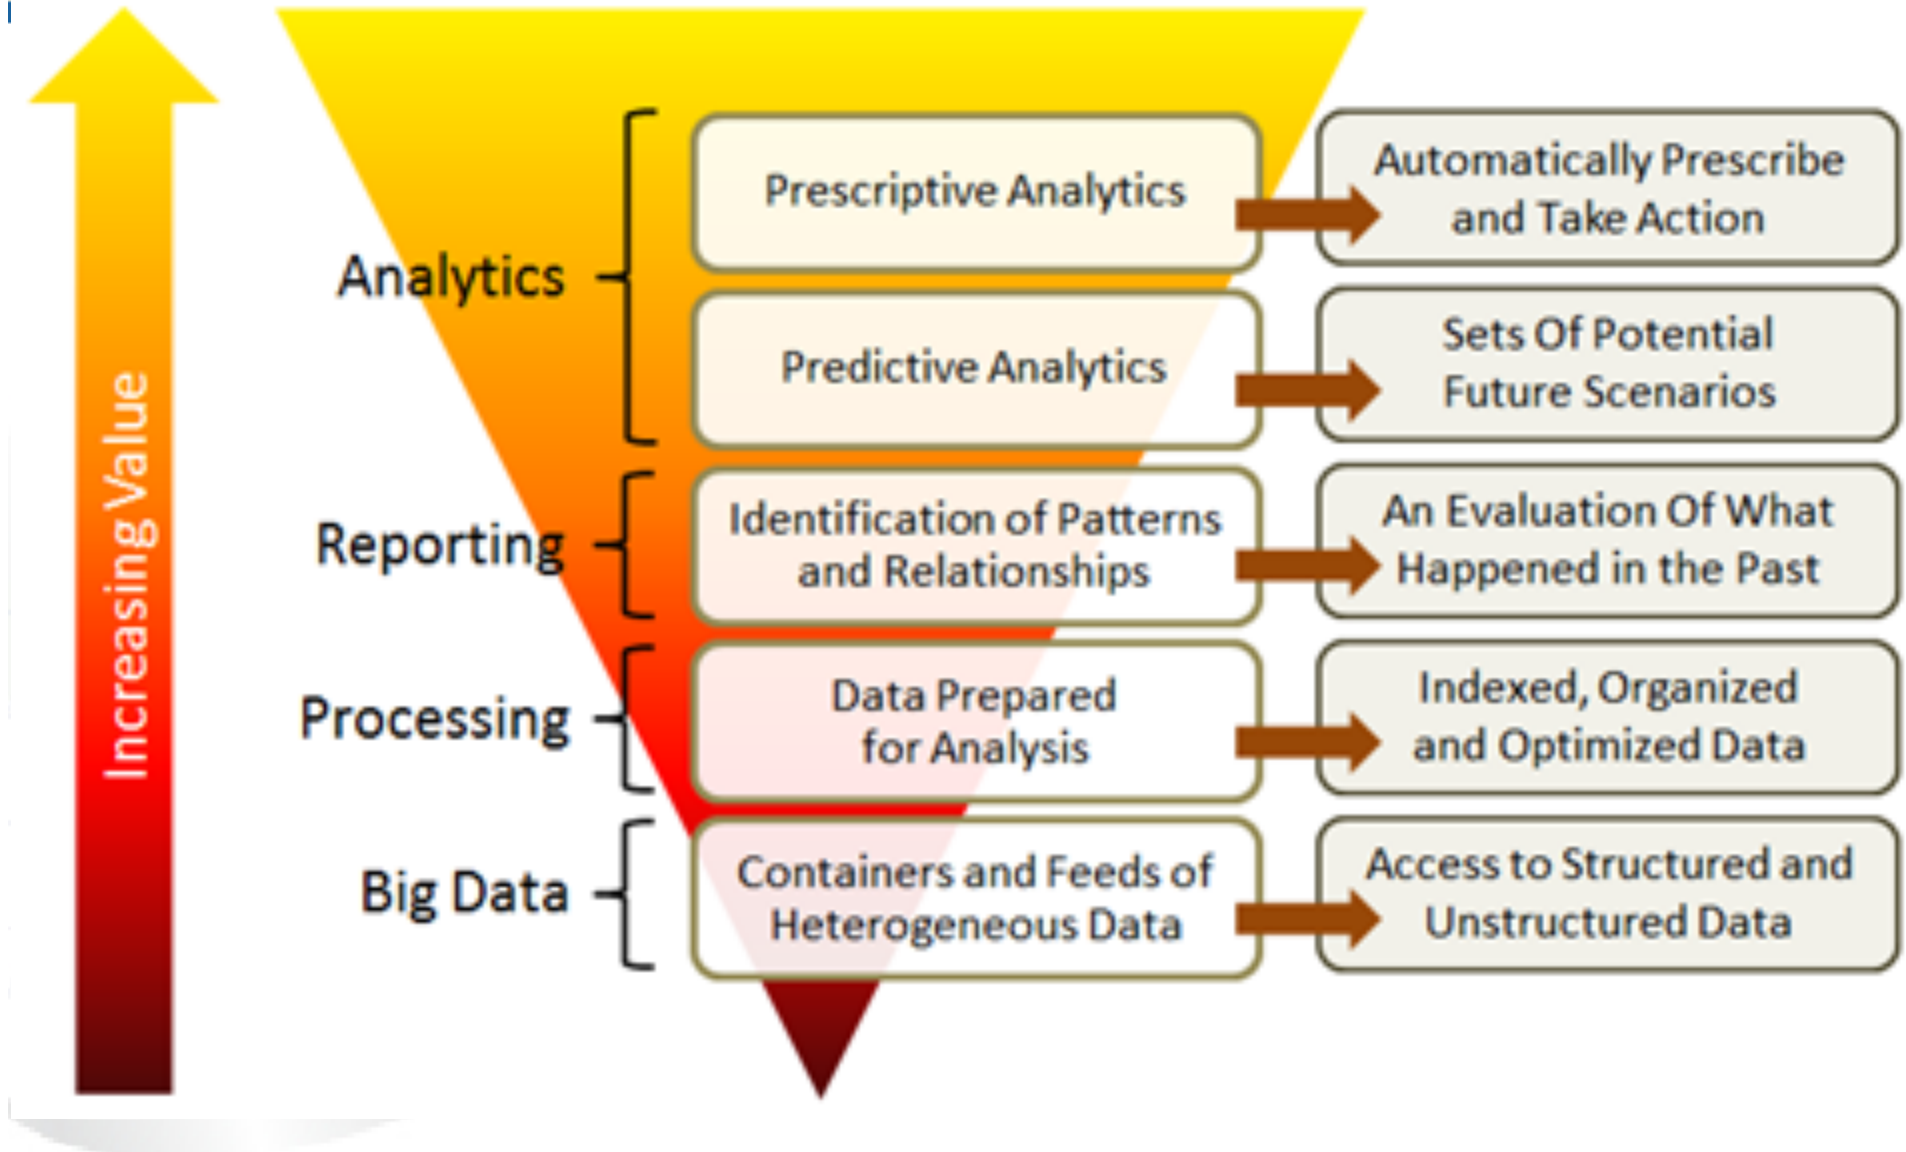 Increasing Value
Analytics
Prescriptive Analytics
Automatically Prescribe
and Take Action
Predictive Analytics
Sets Of Potential
Future Scenarios
Reporting
Identification of Patterns
and Relationships
An Evaluation Of What
Happened in the Past
Processing
Data Prepared
for Analysis
Indexed, Organized
and Optimized Data
Big Data
Containers and Feeds of
Heterogeneous Data
Access to Structured and
Unstructured Data